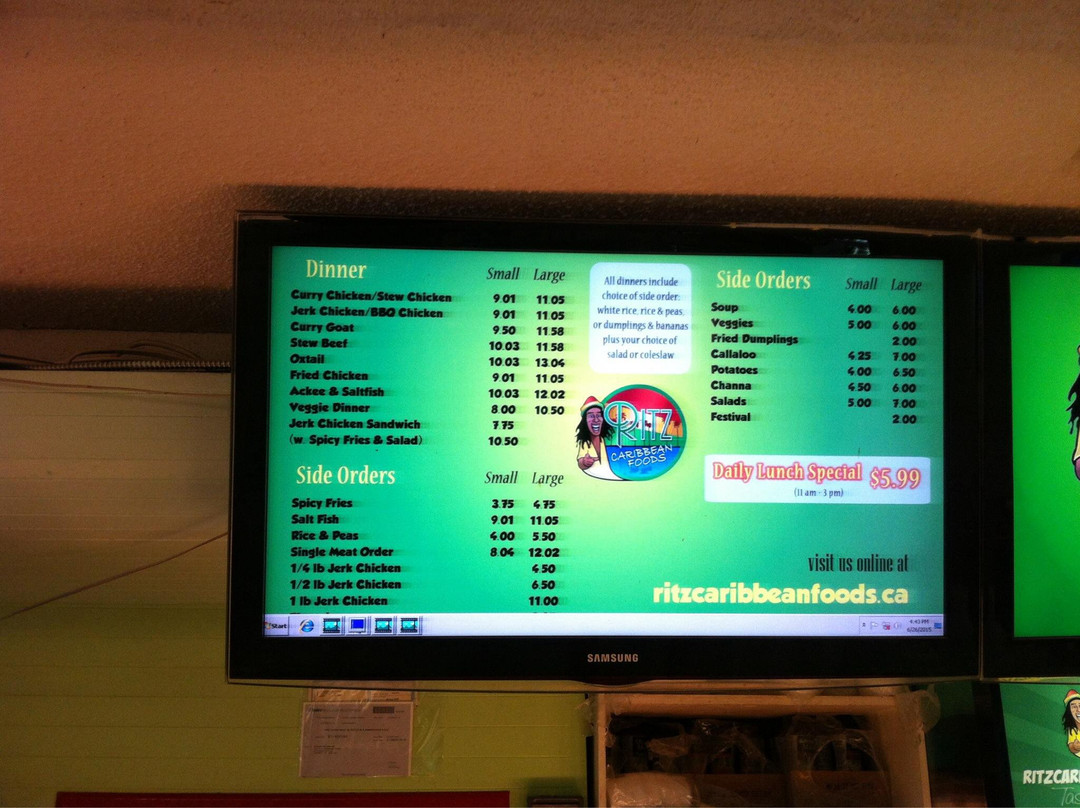 Dinner Small Large
Curry Chicken/Stew Chicken 9.01 11.05
Jerk Chicken/BBQ Chicken 9.01 11.05
Curry Goat 9.50 11.58
Stew Beef 10.03 11.58
Oxtail 10.03 13.04
Fried Chicken 9.01 11.05
Ackee & Saltfish 10.03 12.02
Veggie Dinner 8.00 10.50
Jerk Chicken Sandwich 7.75
(w. Spicy Fries & Salad) 10.50
Side Orders Small Large
Spicy Fries 3.75 4.75
Salt Fish 9.01 11.05
Rice & Peas 4.00 5.50
Single Meat Order 8.04 12.02
1/4 lb Jerk Chicken 4.50
1/2 lb Jerk Chicken 6.50
1 lb Jerk Chicken 11.00
All dinners include
choice of side order:
white rice, rice & peas,
or dumplings & bananas
plus your choice of
salad or coleslaw
RITZ
CARIBBEAN
FOODS
Side Orders Small Large
Soup 4.00 6.00
Veggies 5.00 6.00
Fried Dumplings 2.00
Callaloo 4.25 7.00
Potatoes 4.00 6.50
Channa 4.50 6.00
Salads 5.00 7.00
Festival 2.00
Daily Lunch Special $5.99
(11 am - 3 pm)
visit us online at
ritzcaribbeanfoods.ca
Start
4:43 PM
SAMSUNG
RITZCAR